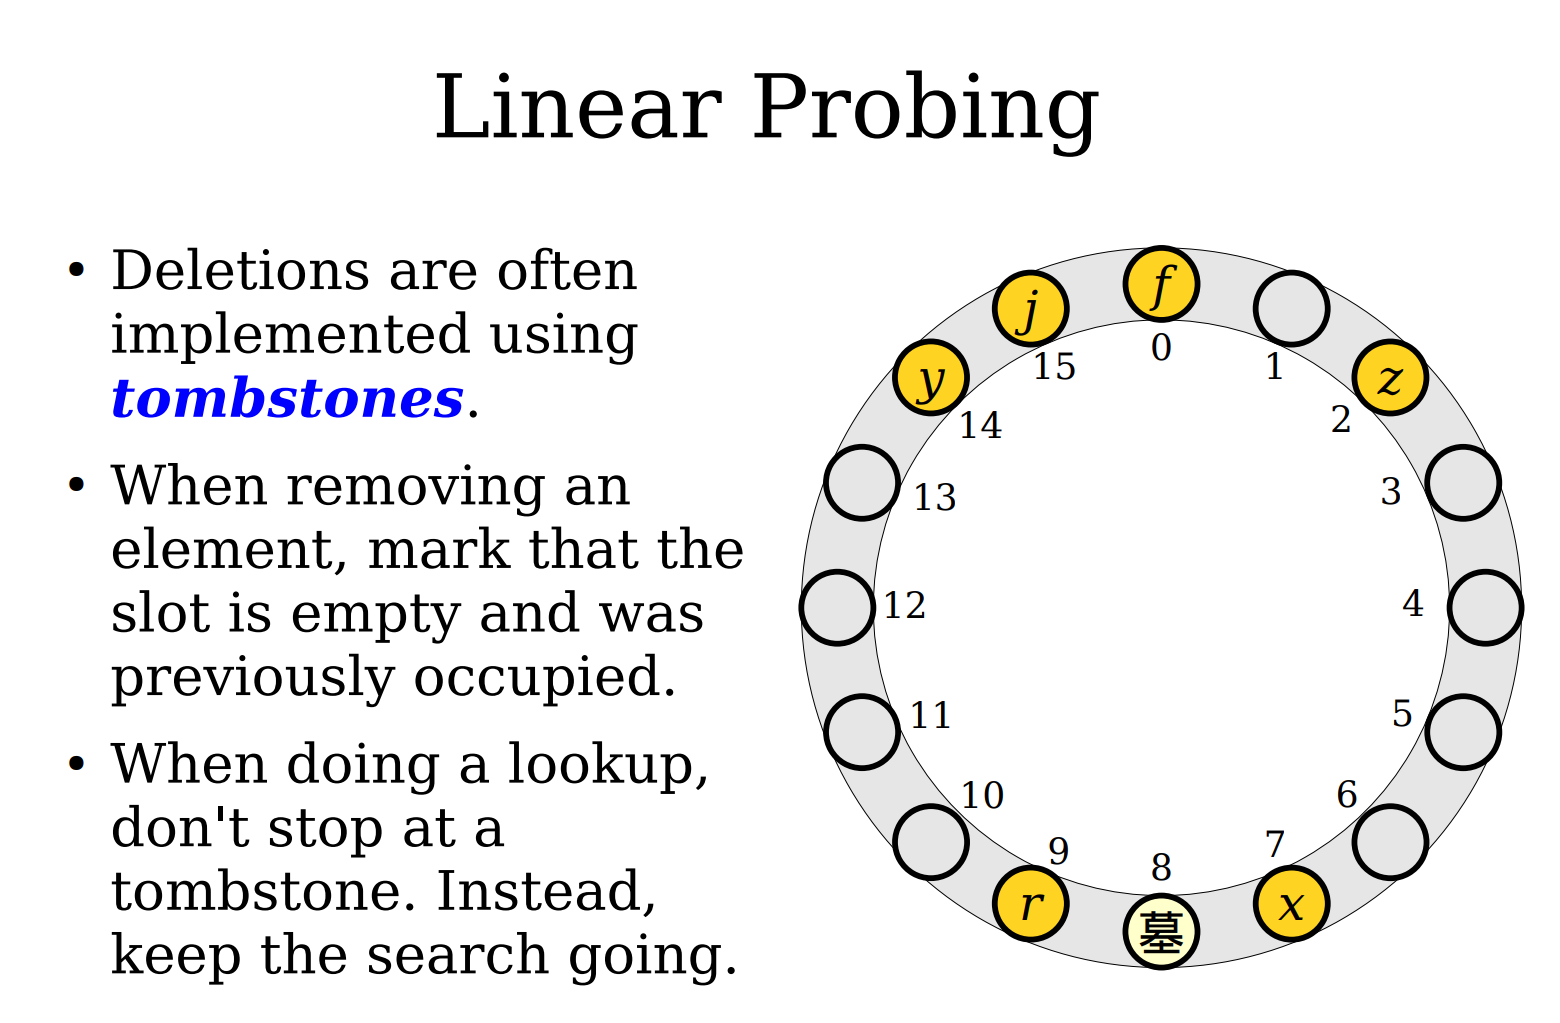 Linear Probing
• Deletions are often
implemented using
tombstones.
• When removing an
element, mark that the
slot is empty and was
previously occupied.
• When doing a lookup,
don't stop at a
tombstone. Instead,
keep the search going.
f
0
j
15
1
y
14
z
2
13
3
12
4
11
5
10
6
r
9
墓
8
x
7